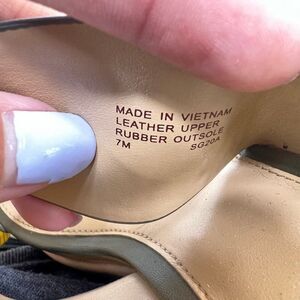 MADE IN VIETNAM
LEATHER UPPER
RUBBER OUTSOLE
7M SG20A